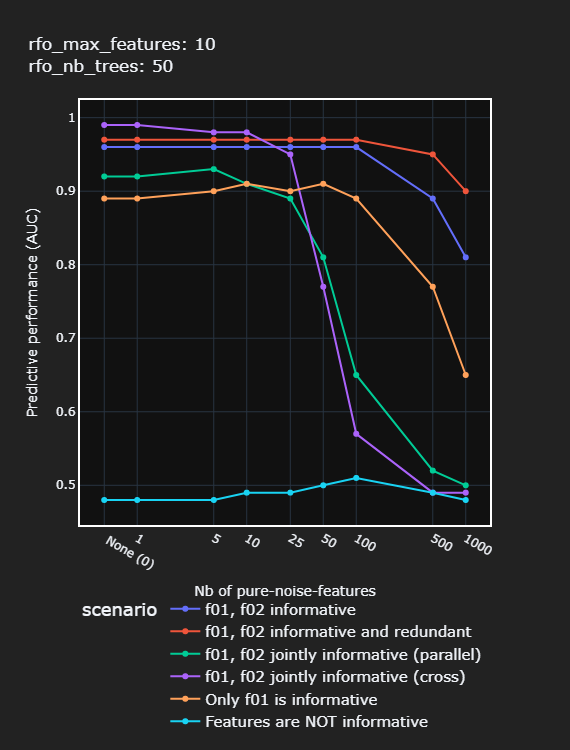 rfo_max_features: 10
rfo_nb_trees: 50
Predictive performance (AUC)
1
0.9
0.8
0.7
0.6
0.5
None (0)
1
5
10
25
50
100
500
1000
Nb of pure-noise-features
scenario
f01, f02 informative
f01, f02 informative and redundant
f01, f02 jointly informative (parallel)
f01, f02 jointly informative (cross)
Only f01 is informative
Features are NOT informative